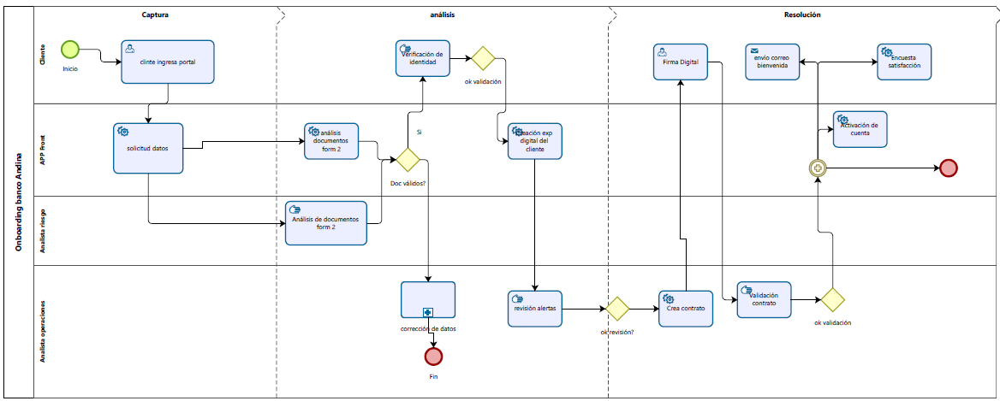 Captura
análisis
Resolución
Onboarding banco Andina
Cliente
Inicio
clinte ingresa portal
Verificación de
identidad
ok validación
Firma Digital
envío correo
bienvenida
Encuesta
satisfacción
APP Front
solicitud datos
análisis
documentos
form 2
Si
Doc válidos?
Creación exp
digital del
cliente
Activación de
cuenta
Analista riesgo
Análisis de documentos
form 2
Analista operaciones
corrección de datos
Fin
revisión alertas
ok revisión?
Crea contrato
Validación
contrato
ok validación